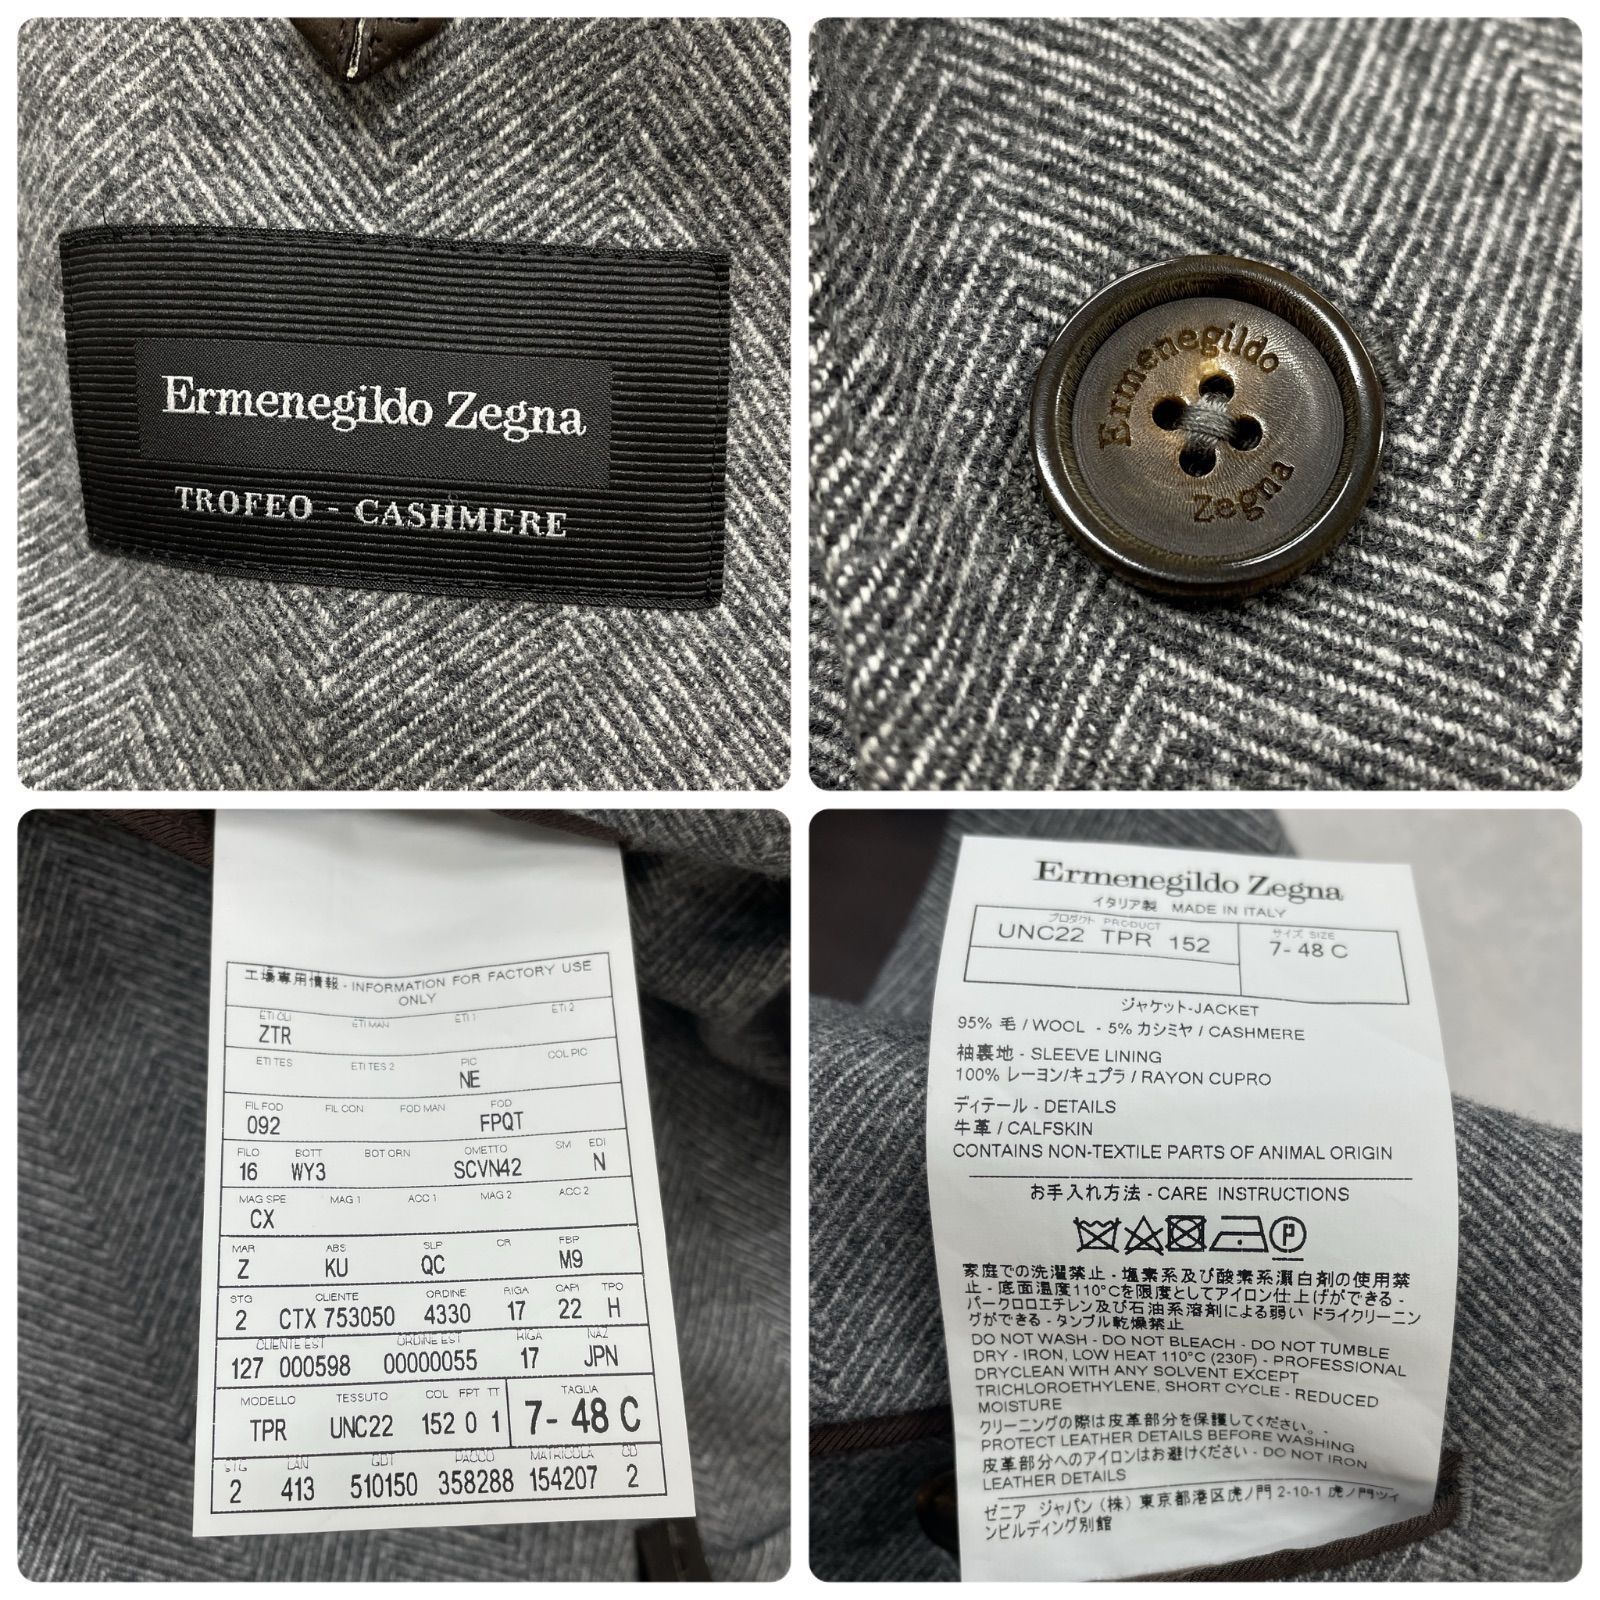 Ermenegildo Zegna
TROFEO - CASHMERE
Ermenegildo
Zegna
工場専用情報 - INFORMATION FOR FACTORY USE
ONLY
ETI CLI ETI MAN ETI 1 ETI 2
ZTR
ETI TES ETI TES 2 PIC COL PIC
NE
FIL FOD FIL CON FOD MAN FOD
092 FPQT
FILO BOTT BOT ORN OMETTO SM EDI
16 WY3 SCVN42 N
MAG SPE MAG 1 ACC 1 MAG 2 ACC 2
CX
MAR ABS SLP CR FBP
Z KU QC M9
STG CLIENTE ORDINE RIGA CAPI TPO
2 CTX 753050 4330 17 22 H
CLIENTE EST ORDINE EST RIGA NAZ
127 000598 00000055 17 JPN
MODELLO TESSUTO COL FPT TT TAGLIA
TPR UNC22 152 0 1 7- 48 C
STG LAN GDT PACCO MATRICOLA CD
2 413 510150 358288 154207 2
Ermenegildo Zegna
イタリア製 MADE IN ITALY
プロダクト PRODUCT サイズ SIZE
UNC22 TPR 152 7- 48 C
ジャケット-JACKET
95% 毛 / WOOL - 5% カシミヤ / CASHMERE
袖裏地 - SLEEVE LINING
100% レーヨン/キュプラ / RAYON CUPRO
ディテール - DETAILS
牛革 / CALFSKIN
CONTAINS NON-TEXTILE PARTS OF ANIMAL ORIGIN
お手入れ方法 - CARE INSTRUCTIONS
P
家庭での洗濯禁止 - 塩素系及び酸素系漂白剤の使用禁
止 - 底面温度110°Cを限度としてアイロン仕上げができる -
パークロロエチレン及び石油系溶剤による弱い ドライクリーニン
グができる - タンブル乾燥禁止
DO NOT WASH - DO NOT BLEACH - DO NOT TUMBLE
DRY - IRON, LOW HEAT 110°C (230F) - PROFESSIONAL
DRYCLEAN WITH ANY SOLVENT EXCEPT
TRICHLOROETHYLENE, SHORT CYCLE - REDUCED
MOISTURE
クリーニングの際は皮革部分を保護してください。 -
PROTECT LEATHER DETAILS BEFORE WASHING
皮革部分へのアイロンはお避けください - DO NOT IRON
LEATHER DETAILS
ゼニア ジャパン (株) 東京都港区虎ノ門 2-10-1 虎ノ門ツイ
ンビルディング別館